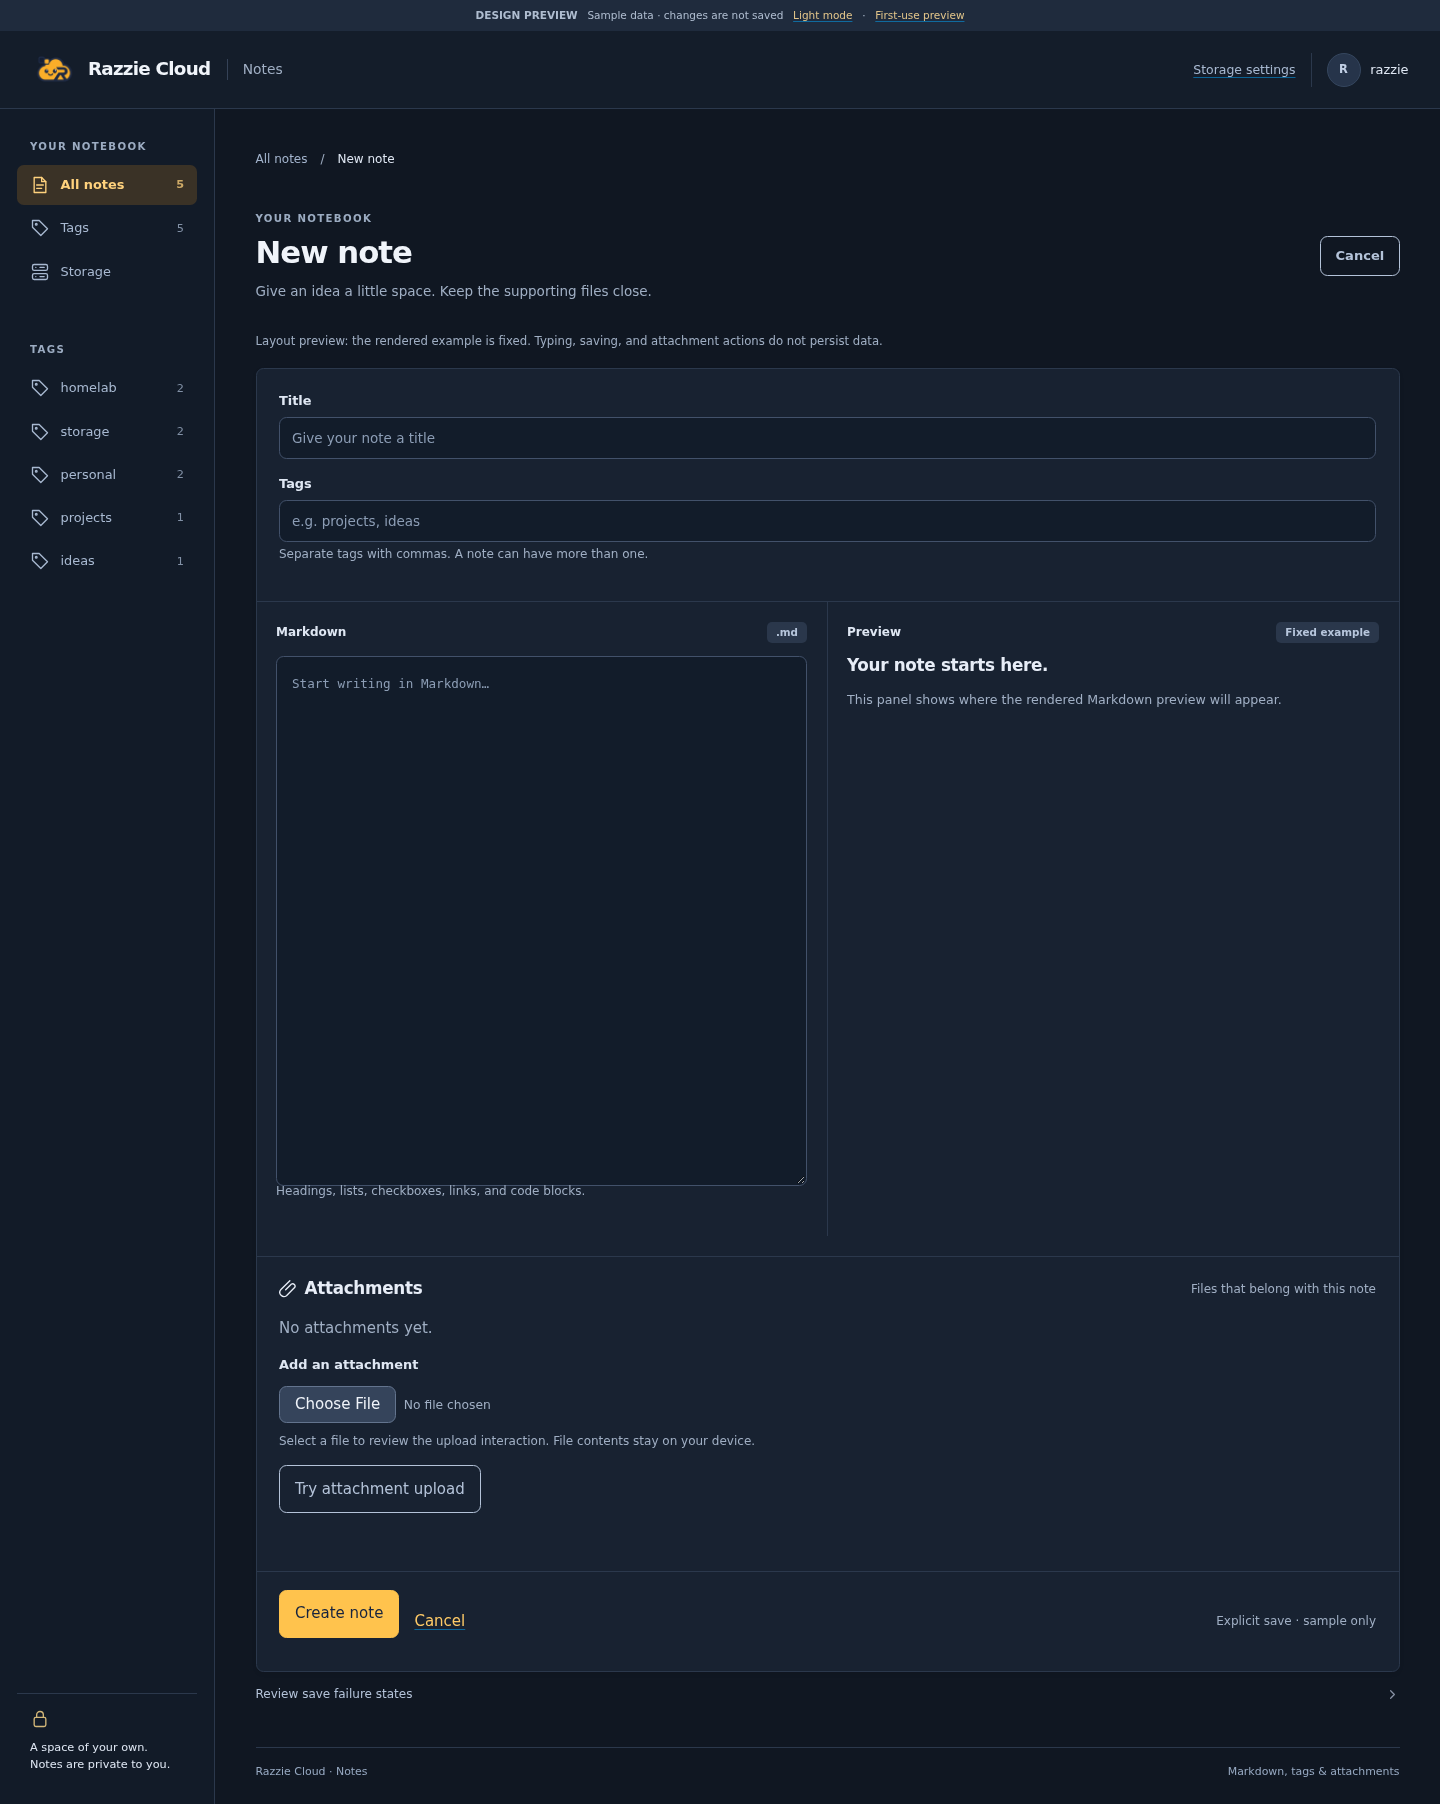 DESIGN PREVIEW Sample data · changes are not saved Light mode · First-use preview
Razzie Cloud Notes Storage settings R razzie
YOUR NOTEBOOK
All notes 5
Tags 5
Storage
TAGS
homelab 2
storage 2
personal 2
projects 1
ideas 1
A space of your own.
Notes are private to you.
All notes / New note
YOUR NOTEBOOK
New note
Cancel
Give an idea a little space. Keep the supporting files close.
Layout preview: the rendered example is fixed. Typing, saving, and attachment actions do not persist data.
Title
Give your note a title
Tags
e.g. projects, ideas
Separate tags with commas. A note can have more than one.
Markdown .md
Start writing in Markdown…
Headings, lists, checkboxes, links, and code blocks.
Preview Fixed example
Your note starts here.
This panel shows where the rendered Markdown preview will appear.
Attachments Files that belong with this note
No attachments yet.
Add an attachment
Choose File No file chosen
Select a file to review the upload interaction. File contents stay on your device.
Try attachment upload
Create note Cancel Explicit save · sample only
Review save failure states
Razzie Cloud · Notes Markdown, tags & attachments